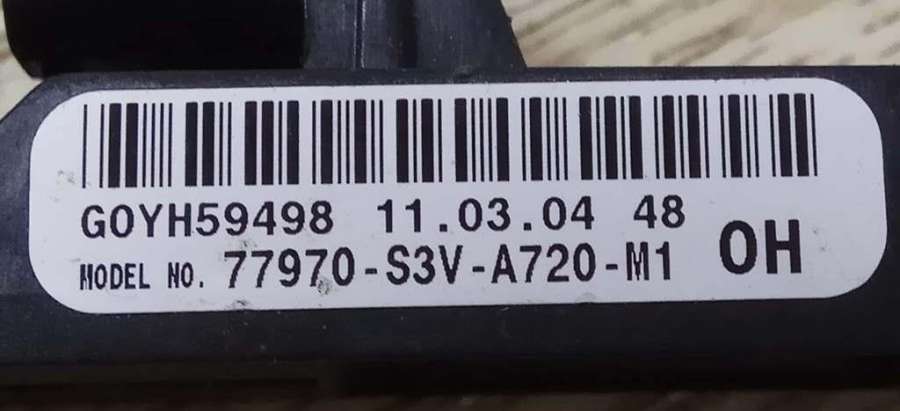 G0YH59498 11.03.04 48
MODEL NO. 77970-S3V-A720-M1 OH